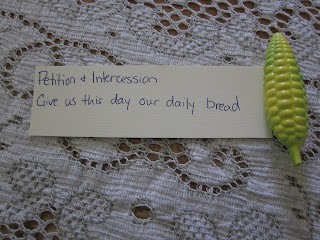 Petition & Intercession
Give us this day our daily bread